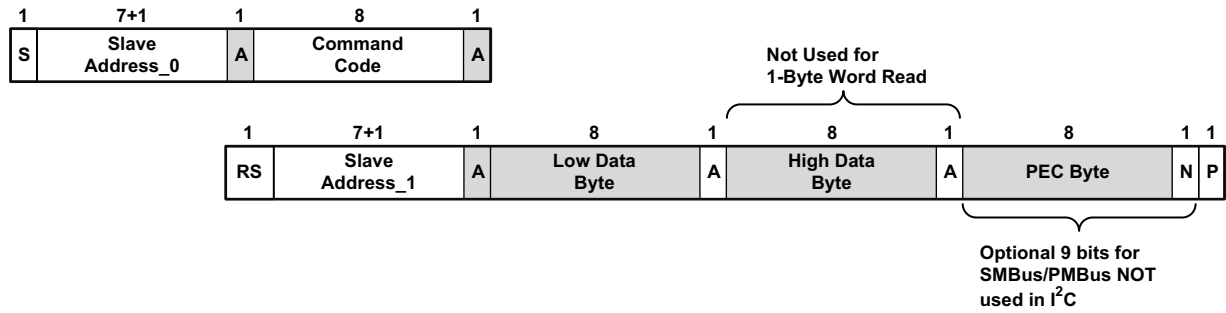 1 7+1 1 8 1
S Slave Address_0 A Command Code A
Not Used for
1-Byte Word Read
1 7+1 1 8 1 8 1 8 1 1
RS Slave Address_1 A Low Data Byte A High Data Byte A PEC Byte N P
Optional 9 bits for
SMBus/PMBus NOT
used in I²C